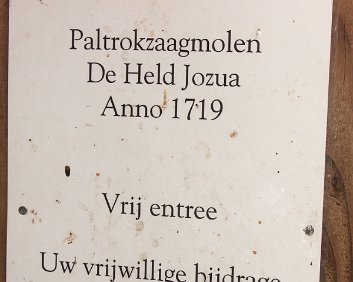 Paltrokzaagmolen
De Held Jozua
Anno 1719
Vrij entree
Uw vrijwillige bijdrage